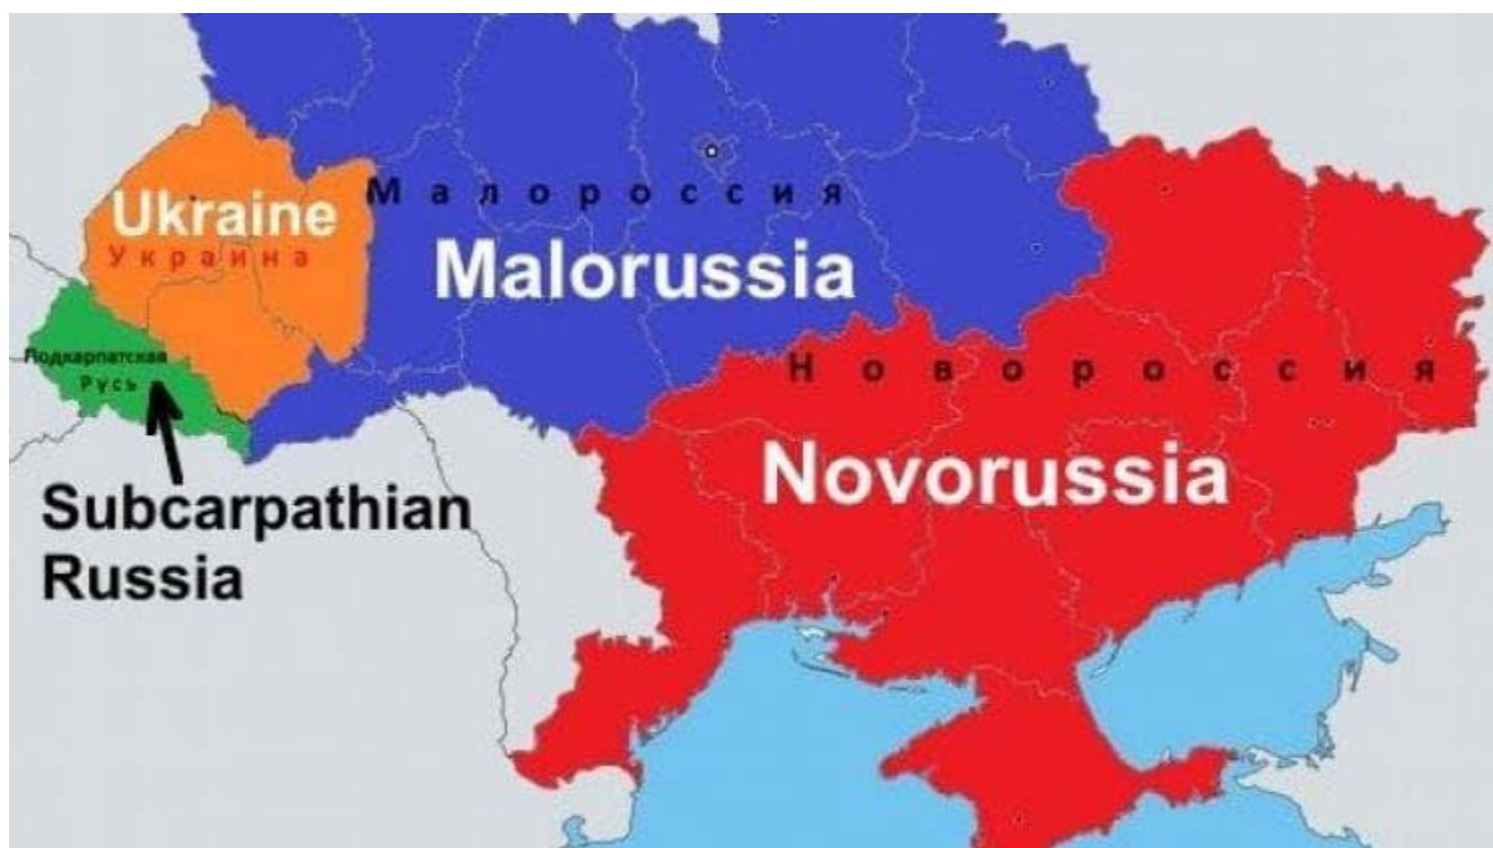 Ukraine
Украина
Малороссия
Malorussia
Подкарпатская
Русь
Новороссия
Novorussia
Subcarpathian
Russia